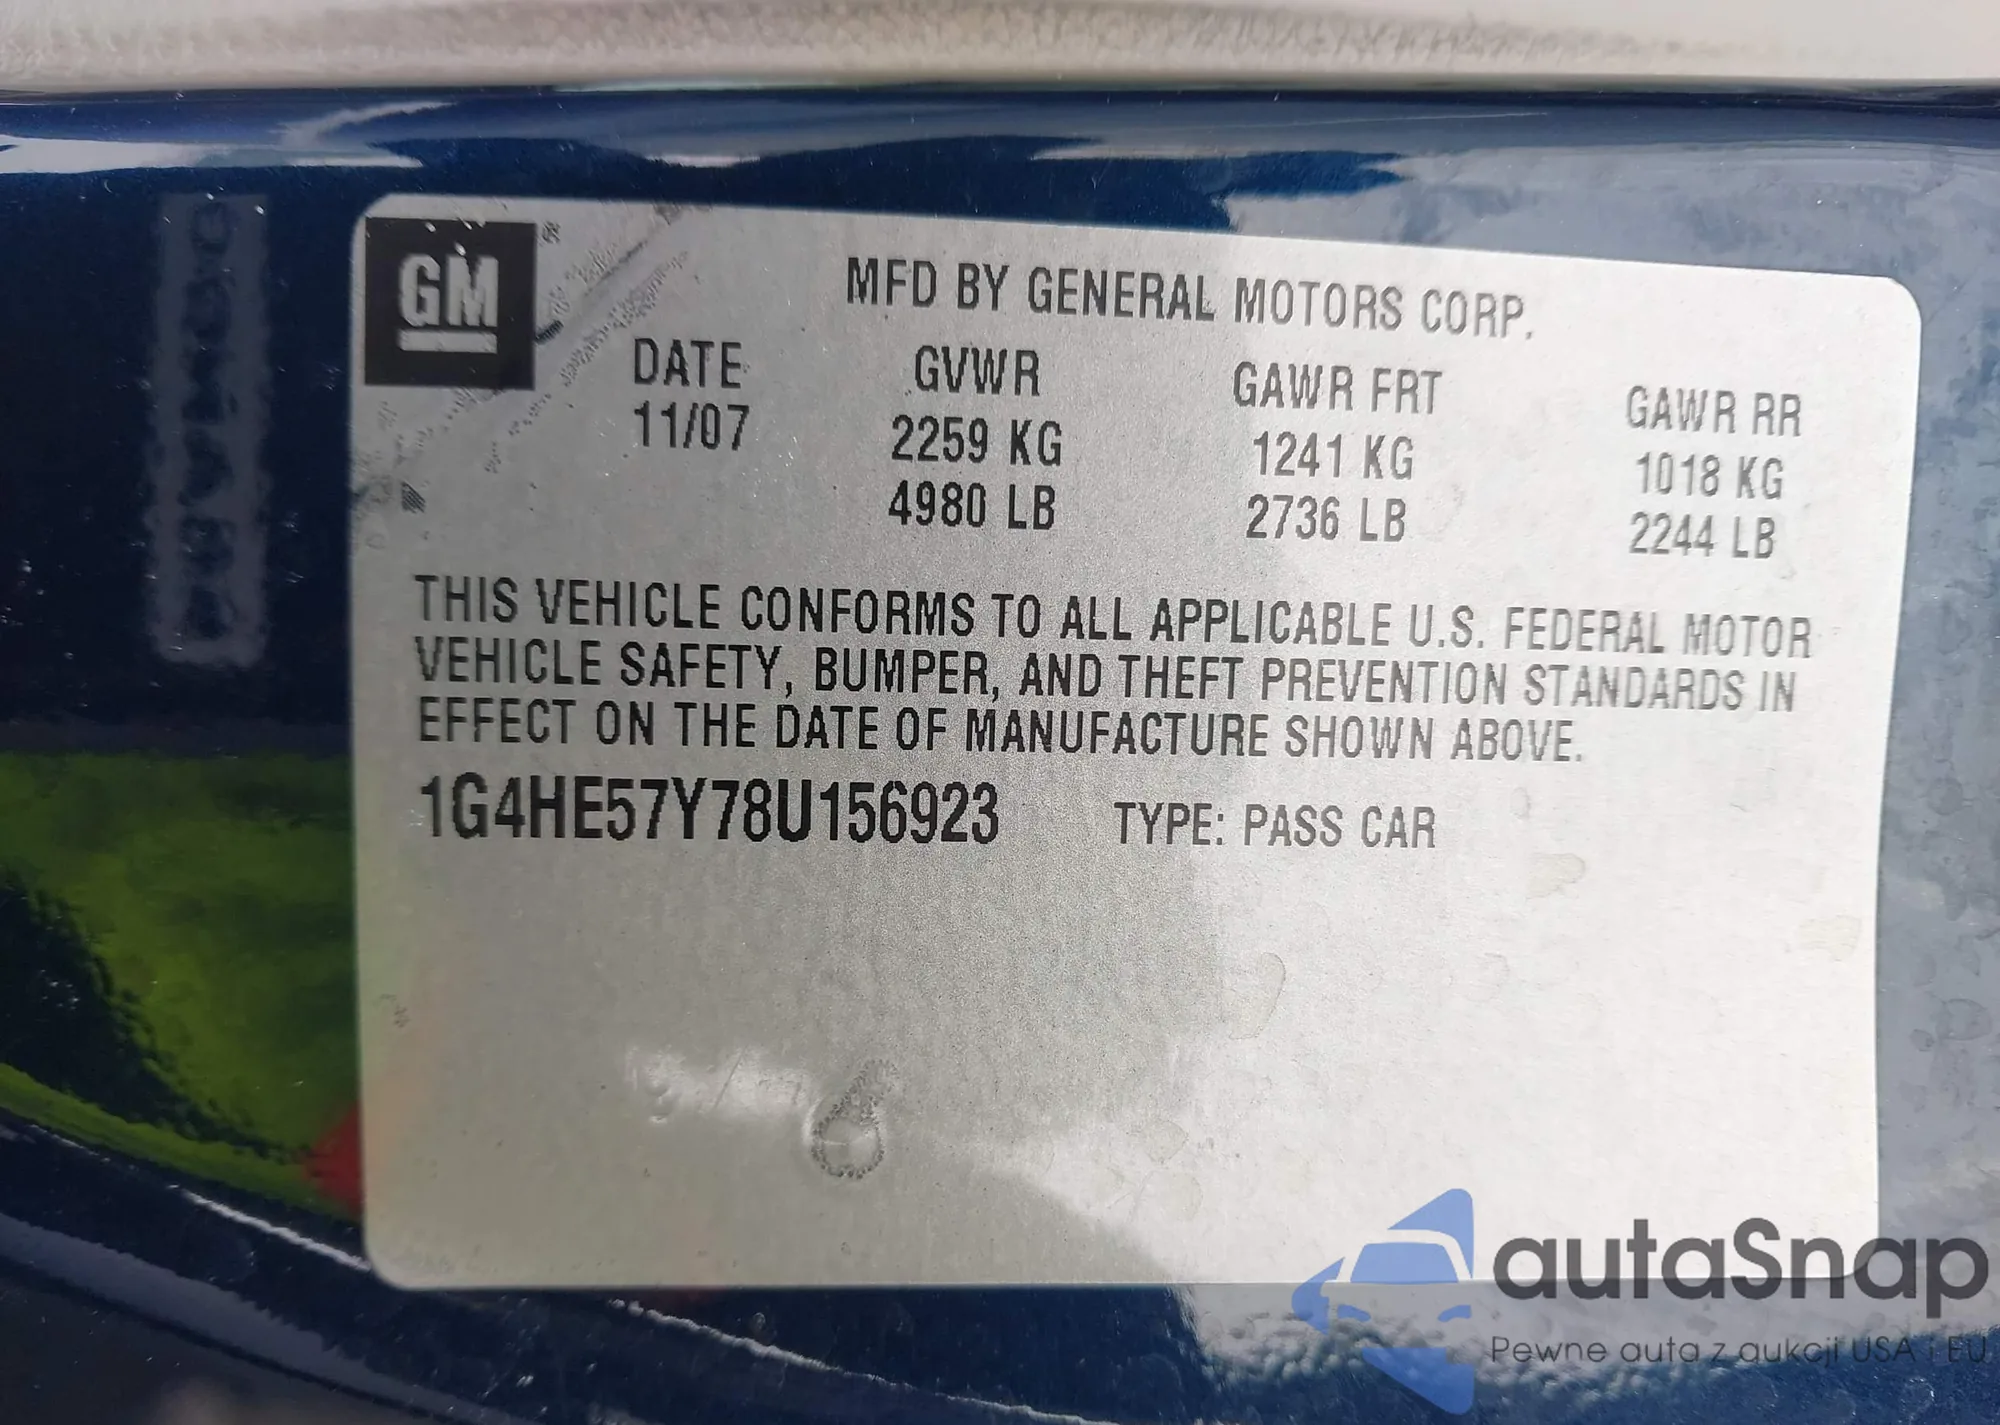 GM
MFD BY GENERAL MOTORS CORP.
DATE GVWR GAWR FRT GAWR RR
11/07 2259 KG 1241 KG 1018 KG
4980 LB 2736 LB 2244 LB
THIS VEHICLE CONFORMS TO ALL APPLICABLE U.S. FEDERAL MOTOR
VEHICLE SAFETY, BUMPER, AND THEFT PREVENTION STANDARDS IN
EFFECT ON THE DATE OF MANUFACTURE SHOWN ABOVE.
1G4HE57Y78U156923 TYPE: PASS CAR
autaSnap
Pewne auta z aukcji USA i EU